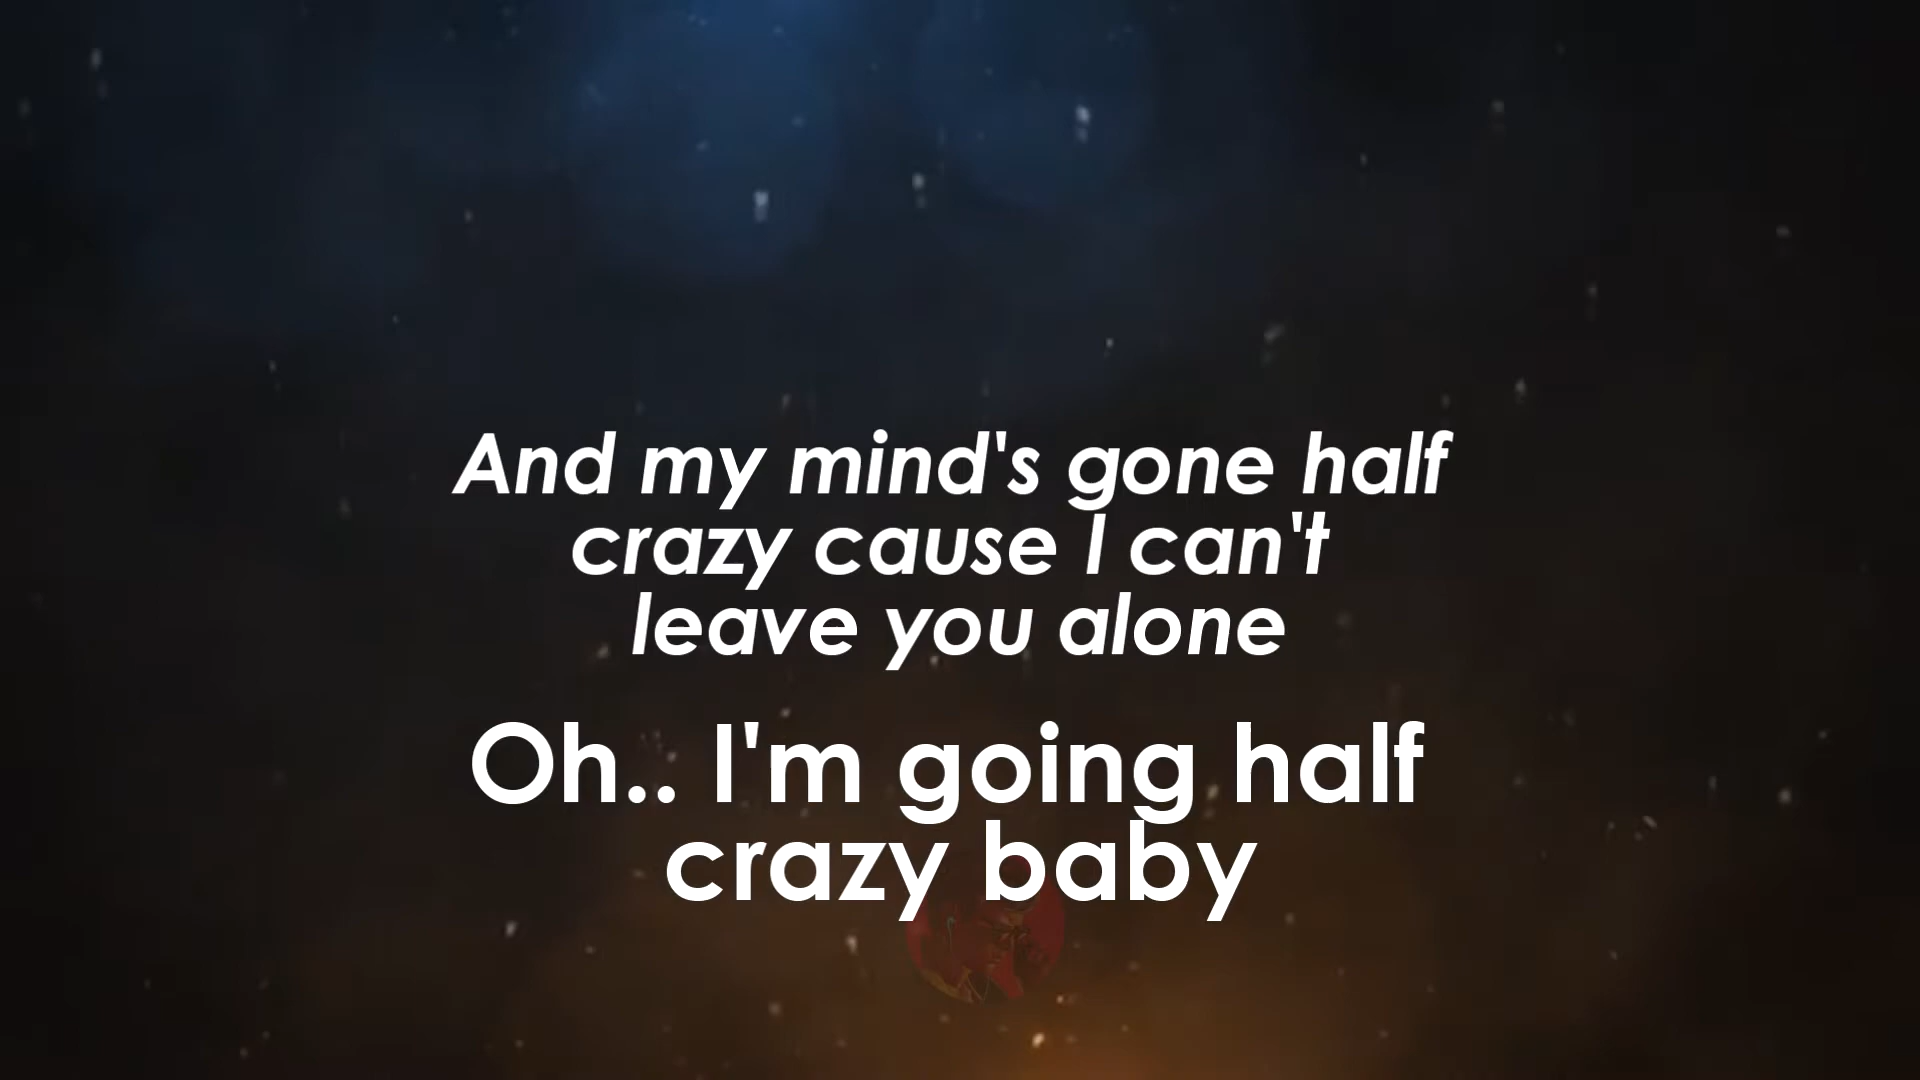 And my mind's gone half
crazy cause I can't
leave you alone
Oh.. I'm going half
crazy baby